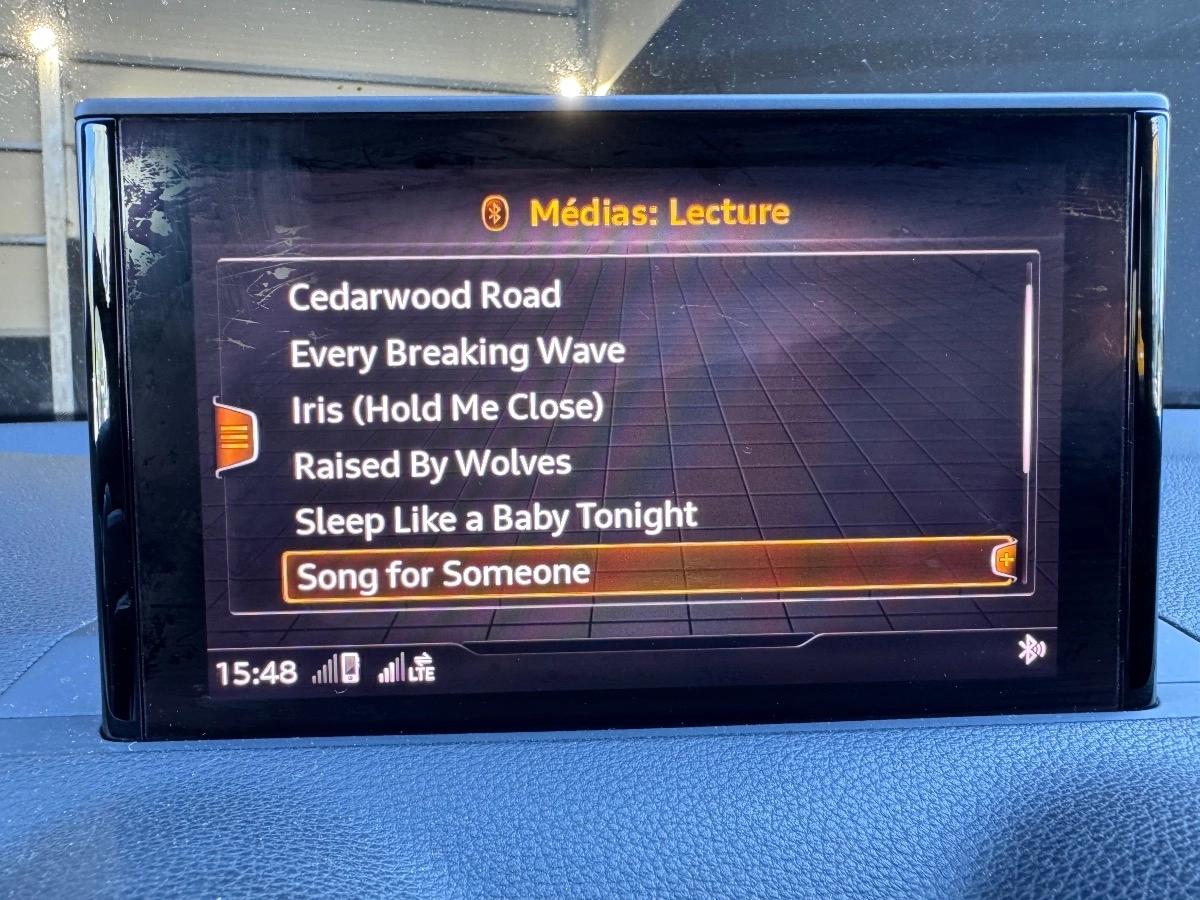 Médias: Lecture
Cedarwood Road
Every Breaking Wave
Iris (Hold Me Close)
Raised By Wolves
Sleep Like a Baby Tonight
Song for Someone
15:48 LTE